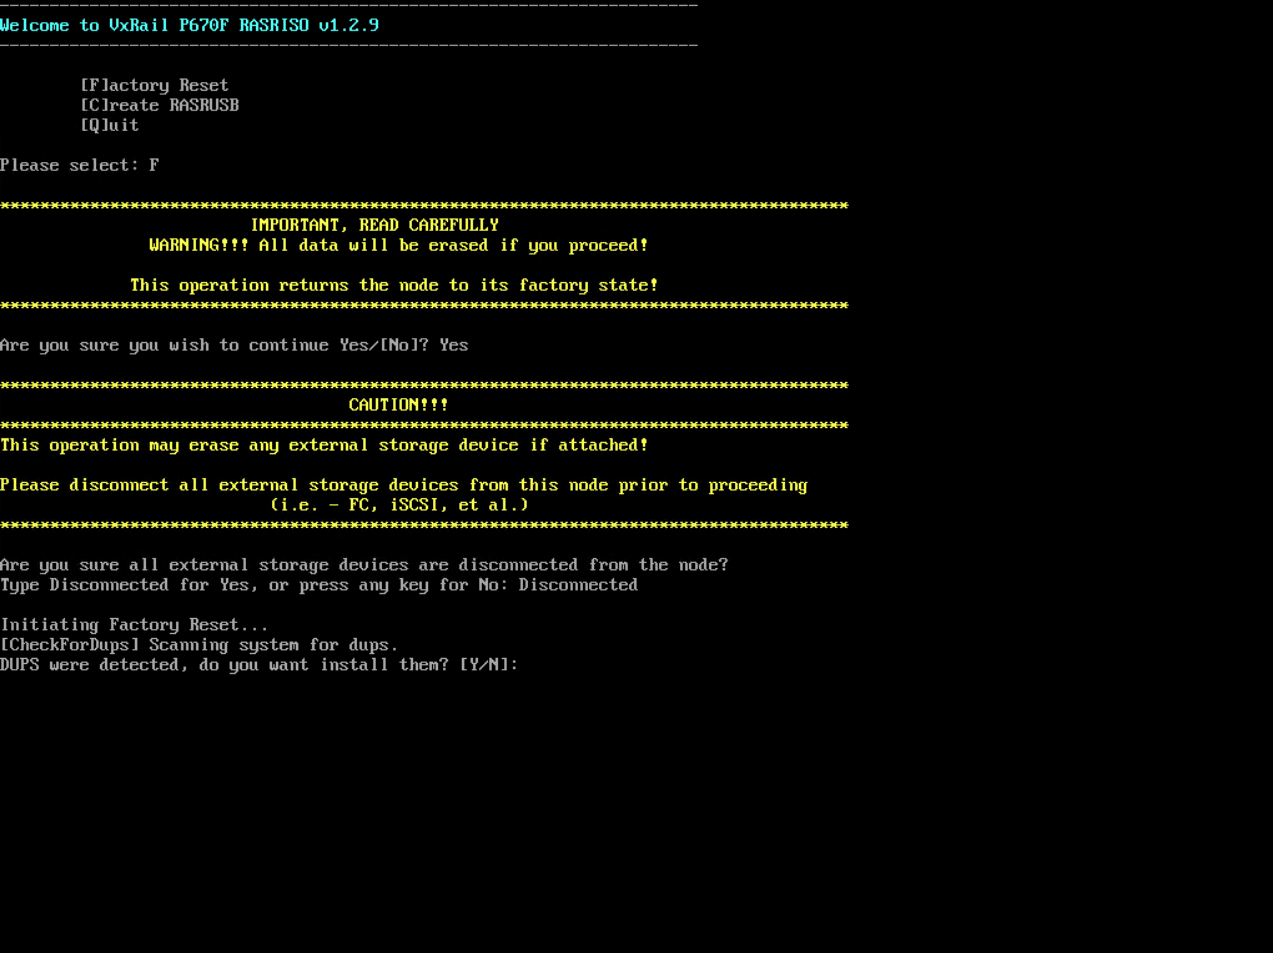 ----------------------------------------------------------------------
Welcome to VxRail P670F RASRISO v1.2.9
----------------------------------------------------------------------
[F]actory Reset
[C]reate RASRUSB
[Q]uit
Please select: F
*************************************************************************************
IMPORTANT, READ CAREFULLY
WARNING!!! All data will be erased if you proceed!
This operation returns the node to its factory state!
*************************************************************************************
Are you sure you wish to continue Yes/[No]? Yes
*************************************************************************************
CAUTION!!!
*************************************************************************************
This operation may erase any external storage device if attached!
Please disconnect all external storage devices from this node prior to proceeding
(i.e. - FC, iSCSI, et al.)
*************************************************************************************
Are you sure all external storage devices are disconnected from the node?
Type Disconnected for Yes, or press any key for No: Disconnected
Initiating Factory Reset...
[CheckForDups] Scanning system for dups.
DUPS were detected, do you want install them? [Y/N]: